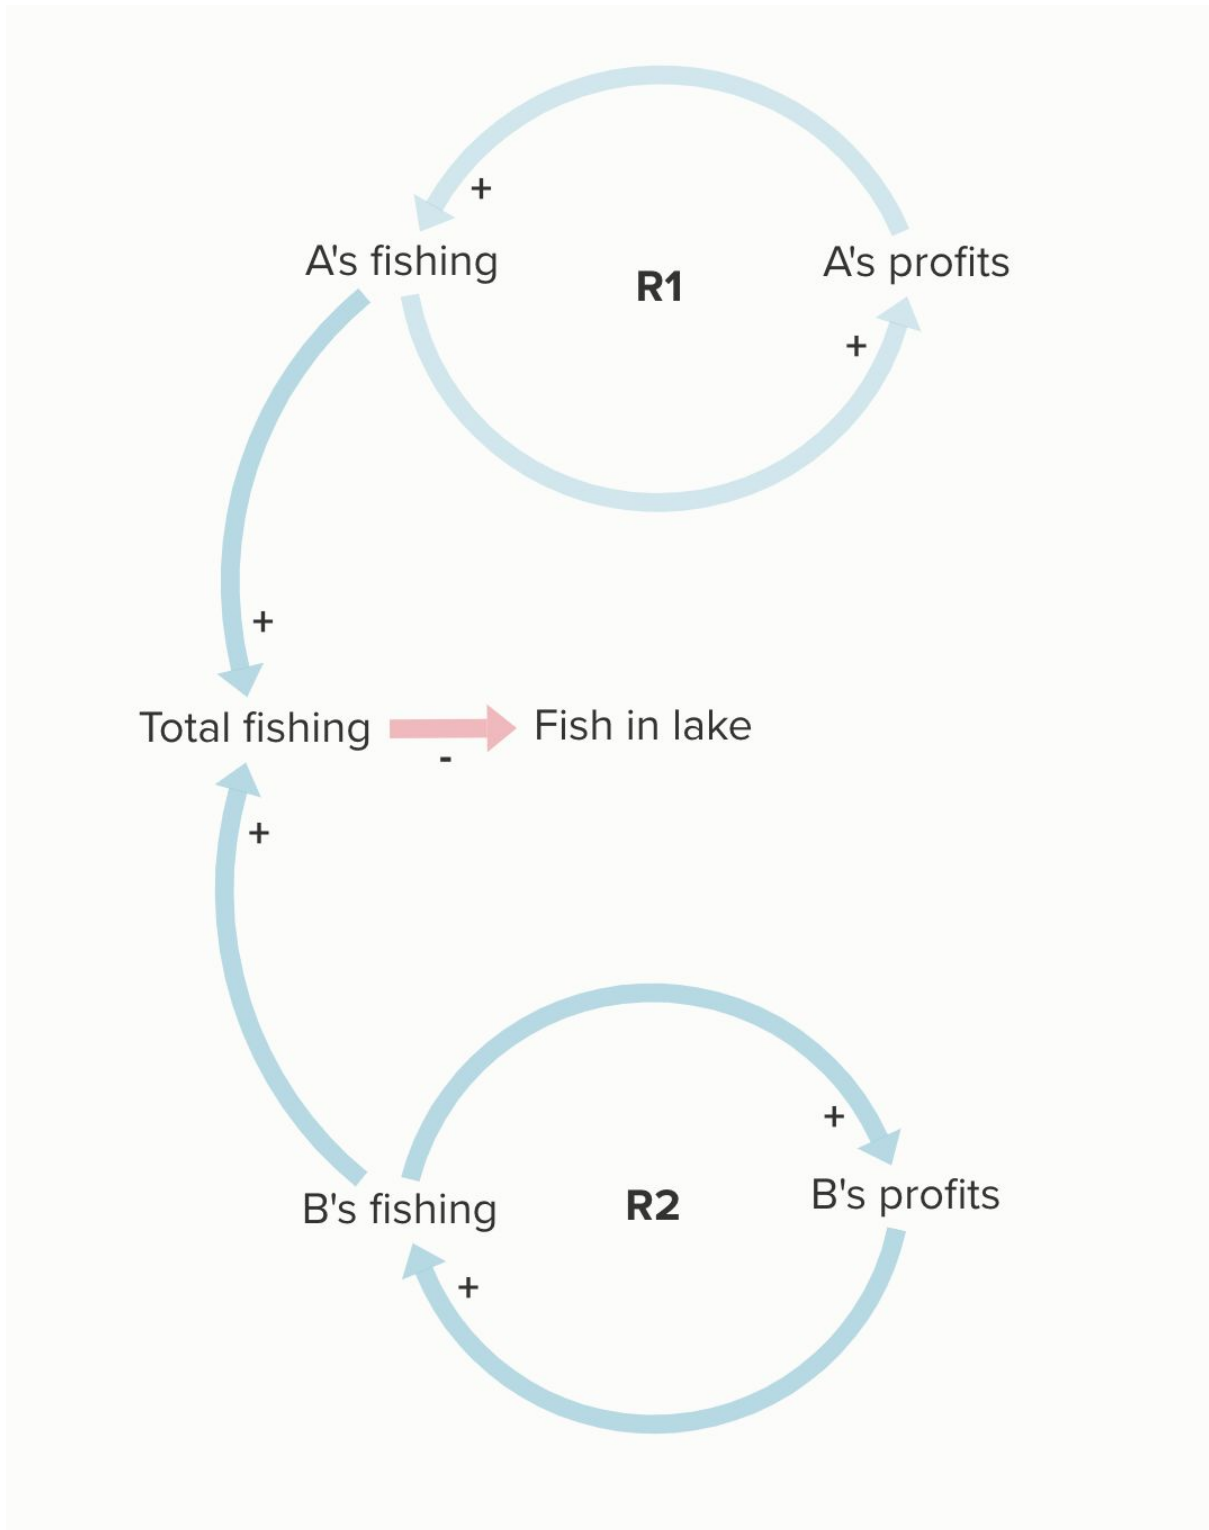 +
A's fishing
R1
A's profits
+
+
Total fishing
Fish in lake
-
+
+
B's fishing
R2
B's profits
+